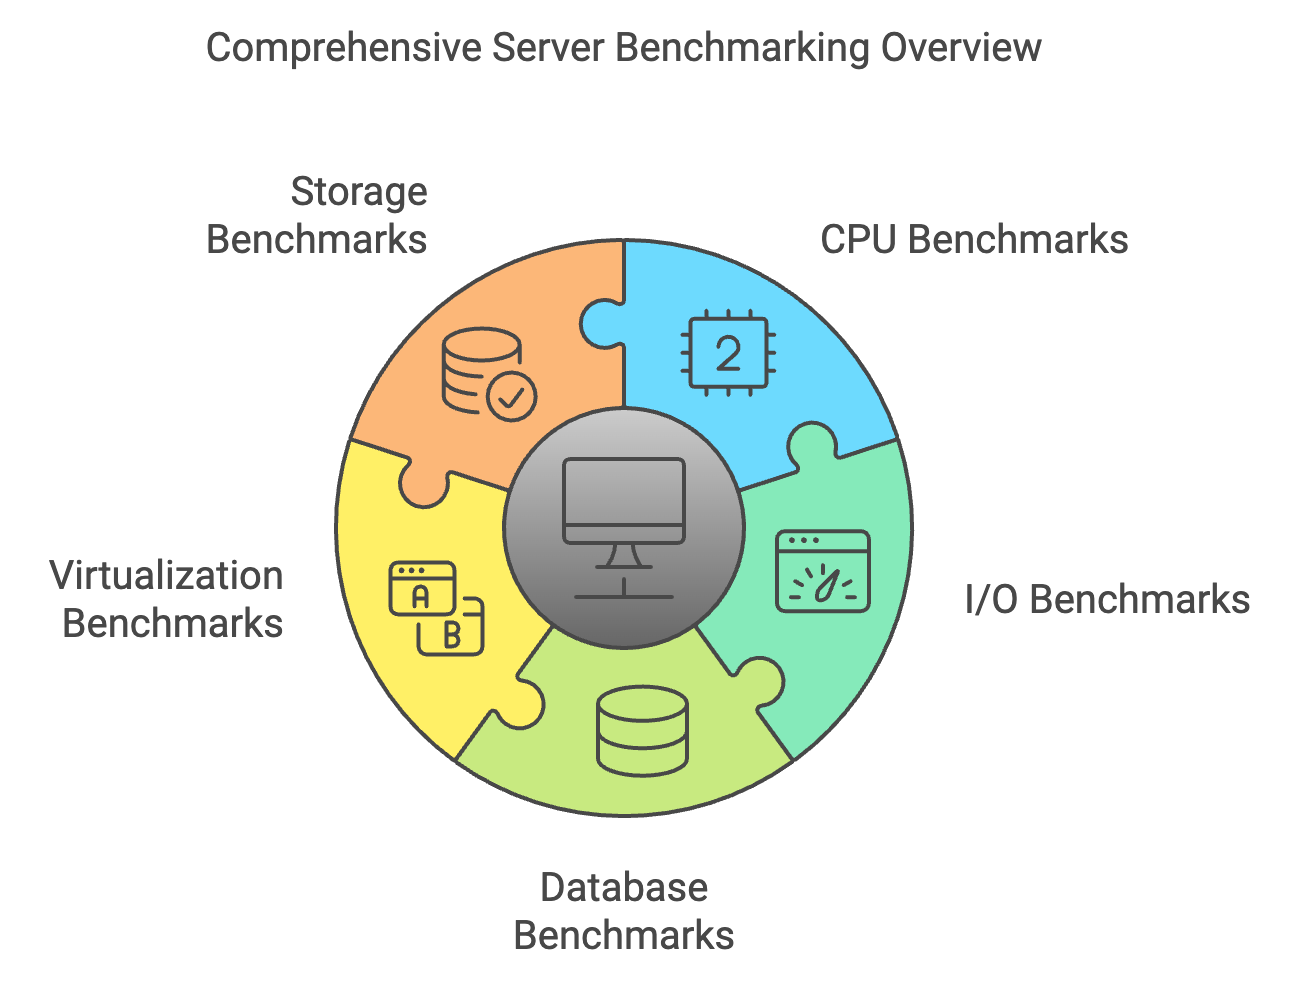 Comprehensive Server Benchmarking Overview
Storage
Benchmarks
CPU Benchmarks
2
Virtualization
Benchmarks
A
B
I/O Benchmarks
Database
Benchmarks